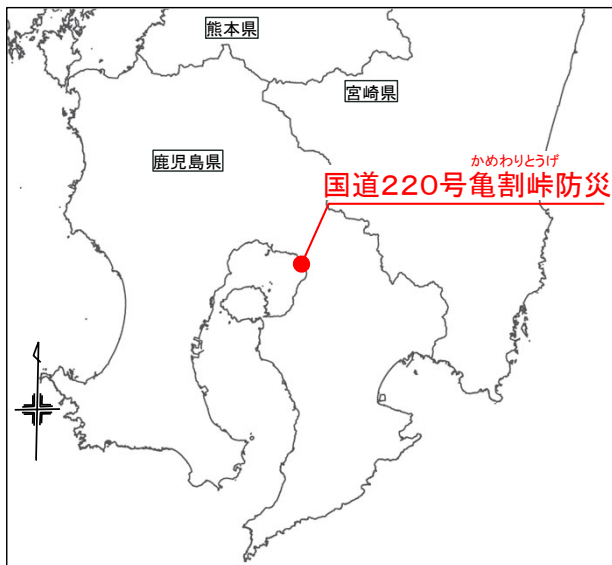 熊本県
宮崎県
鹿児島県
かめわりとうげ
国道220号亀割峠防災